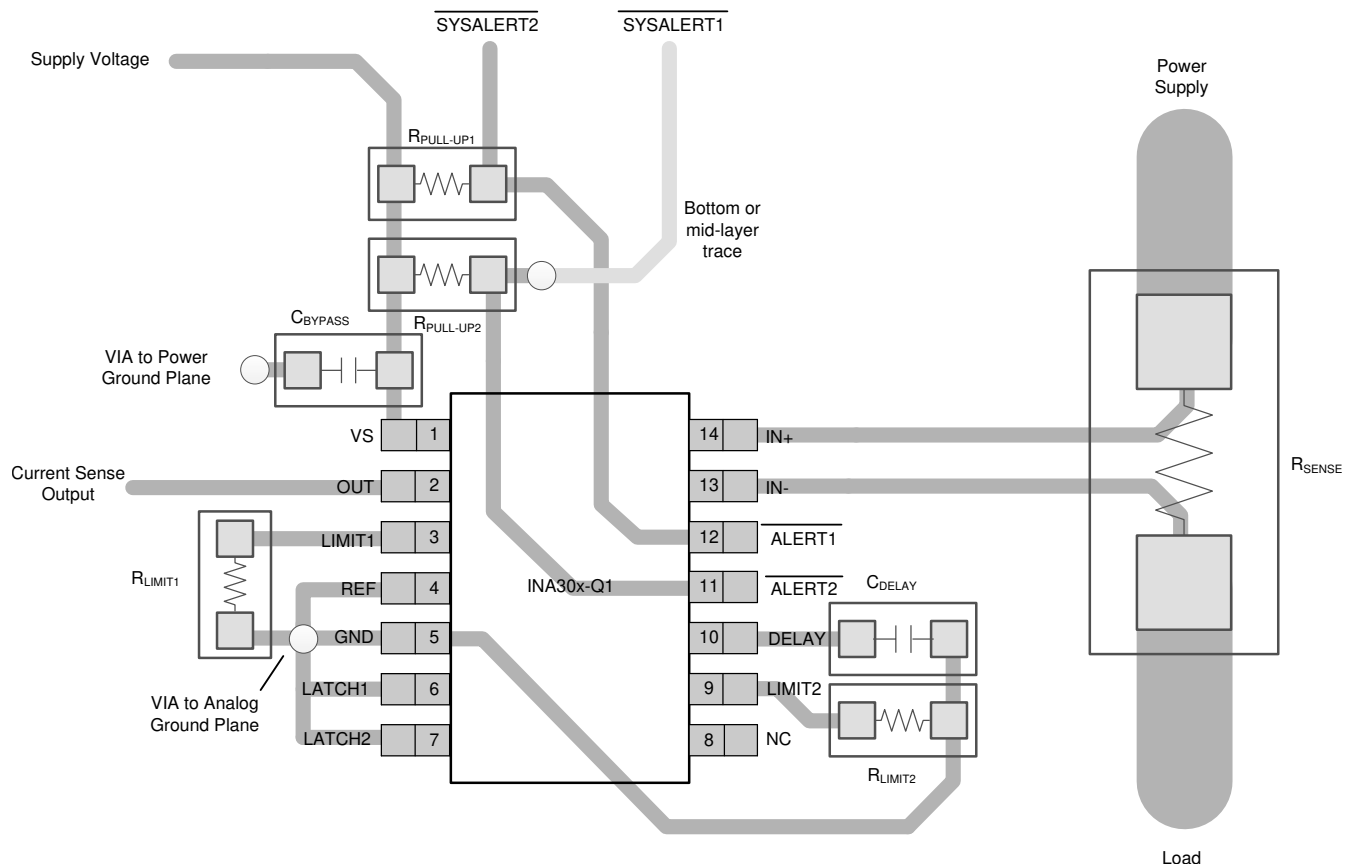 SYSALERT2
SYSALERT1
Supply Voltage
Power
Supply
RPULL-UP1
Bottom or
mid-layer
trace
CBYPASS
RPULL-UP2
VIA to Power
Ground Plane
VS
1
14
IN+
RSENSE
Current Sense
Output
OUT
2
13
IN-
LIMIT1
3
12
ALERT1
RLIMIT1
REF
4
INA30x-Q1
11
ALERT2
CDELAY
GND
5
10
DELAY
LATCH1
6
9
LIMIT2
VIA to Analog
Ground Plane
LATCH2
7
8
NC
RLIMIT2
Load